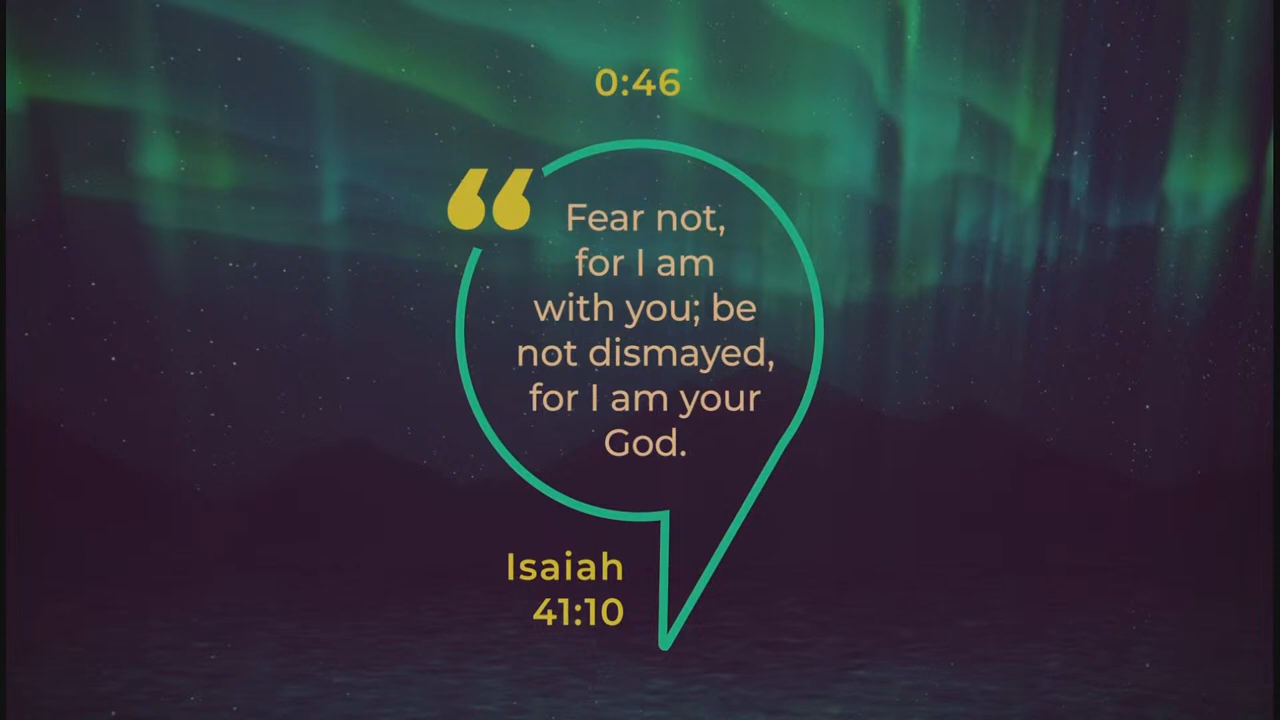 0:46
“
Fear not,
for I am
with you; be
not dismayed,
for I am your
God.
Isaiah
41:10